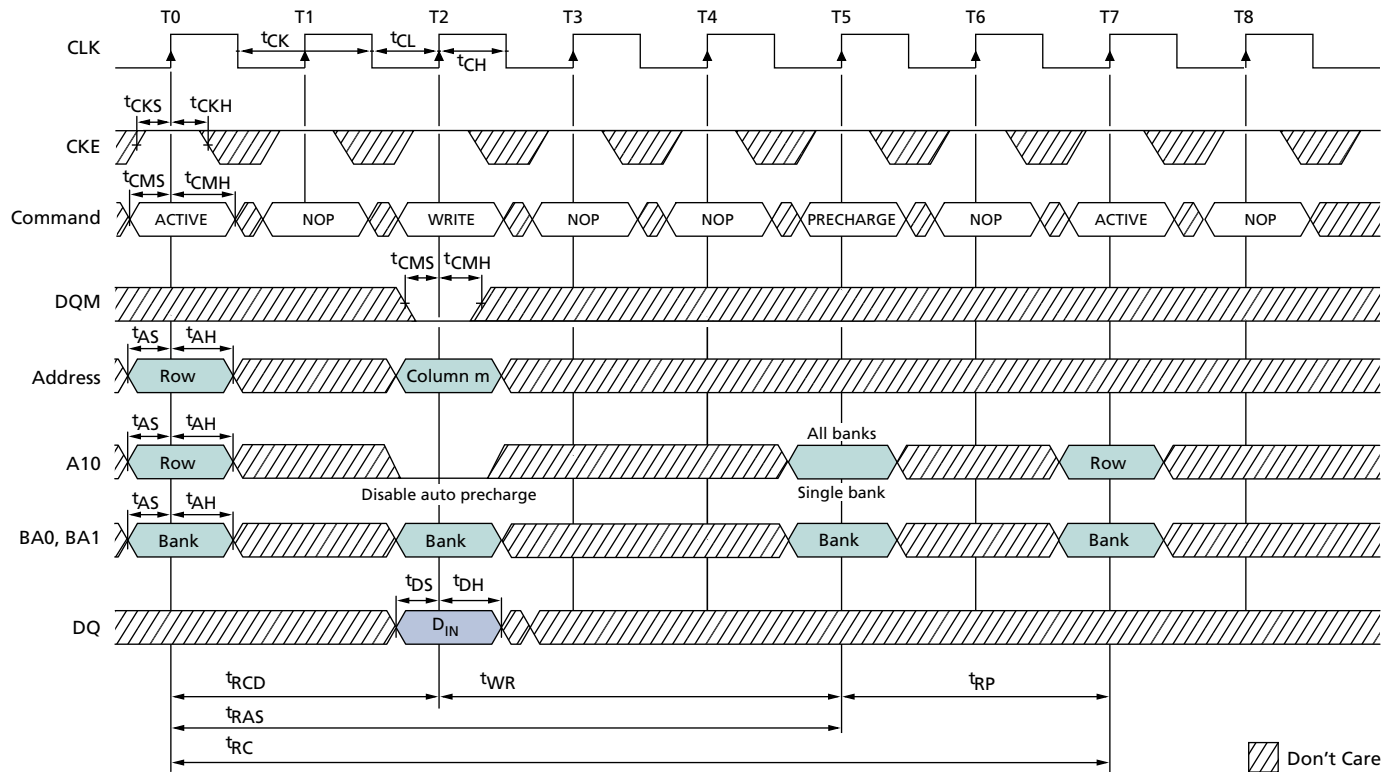 T0 T1 T2 T3 T4 T5 T6 T7 T8
CLK
tCK tCL
tCH
tCKS tCKH
CKE
tCMS tCMH
Command ACTIVE NOP WRITE NOP NOP PRECHARGE NOP ACTIVE NOP
tCMS tCMH
DQM
tAS tAH
Address Row Column m
tAS tAH
All banks
A10 Row Row
Disable auto precharge Single bank
tAS tAH
BA0, BA1 Bank Bank Bank Bank
tDS tDH
DQ DIN
tRCD tWR tRP
tRAS
tRC
Don't Care